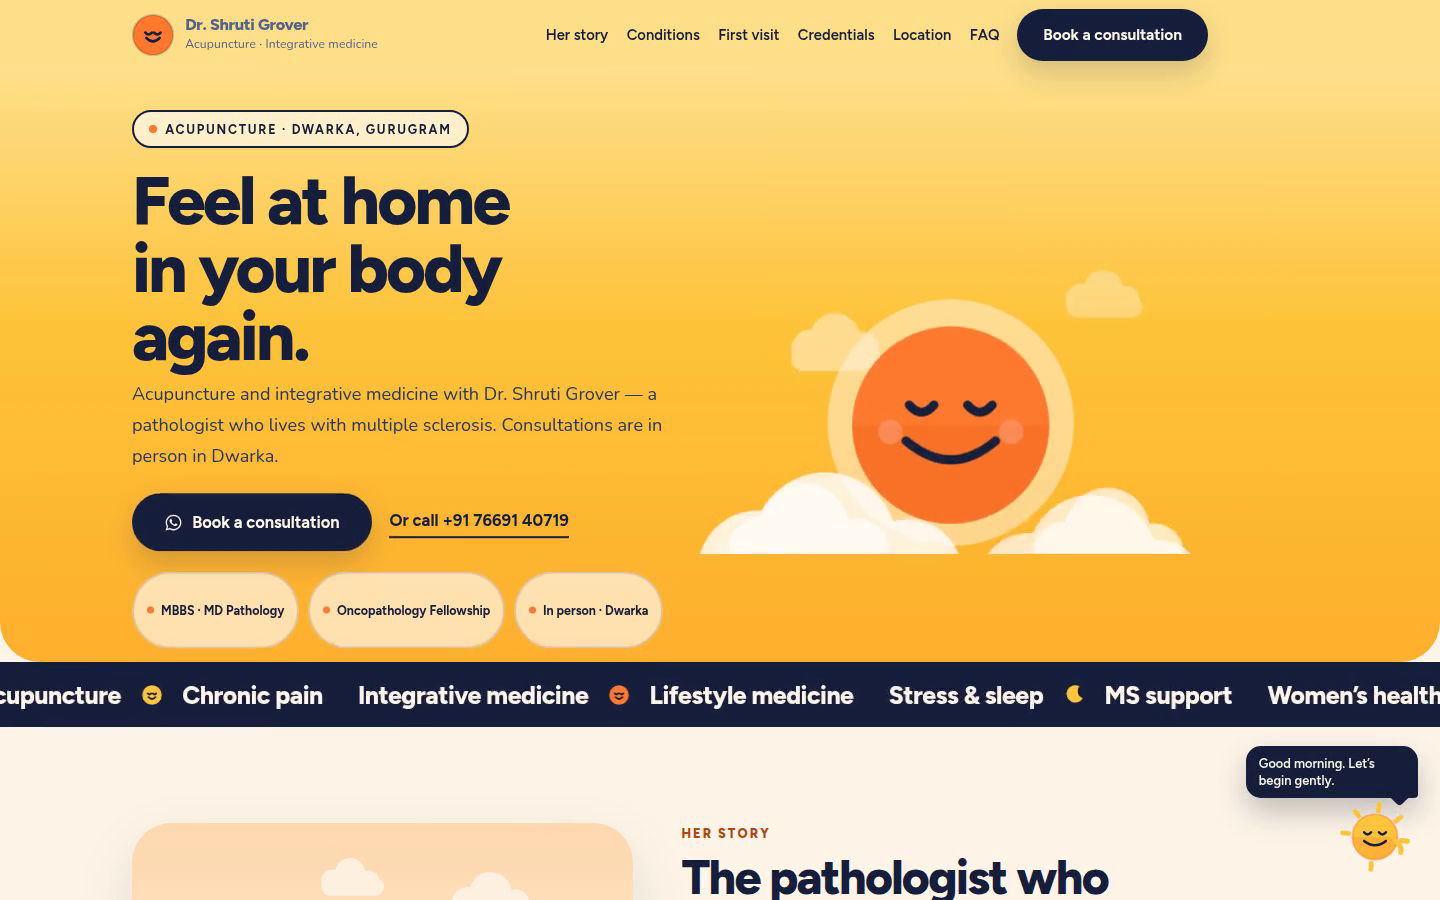 Dr. Shruti Grover
Acupuncture · Integrative medicine
Her story
Conditions
First visit
Credentials
Location
FAQ
Book a consultation
ACUPUNCTURE · DWARKA, GURUGRAM
Feel at home
in your body
again.
Acupuncture and integrative medicine with Dr. Shruti Grover — a
pathologist who lives with multiple sclerosis. Consultations are in
person in Dwarka.
Book a consultation
Or call +91 76691 40719
MBBS · MD Pathology
Oncopathology Fellowship
In person · Dwarka
cupuncture
Chronic pain
Integrative medicine
Lifestyle medicine
Stress & sleep
MS support
Women’s health
Good morning. Let’s
begin gently.
HER STORY
The pathologist who